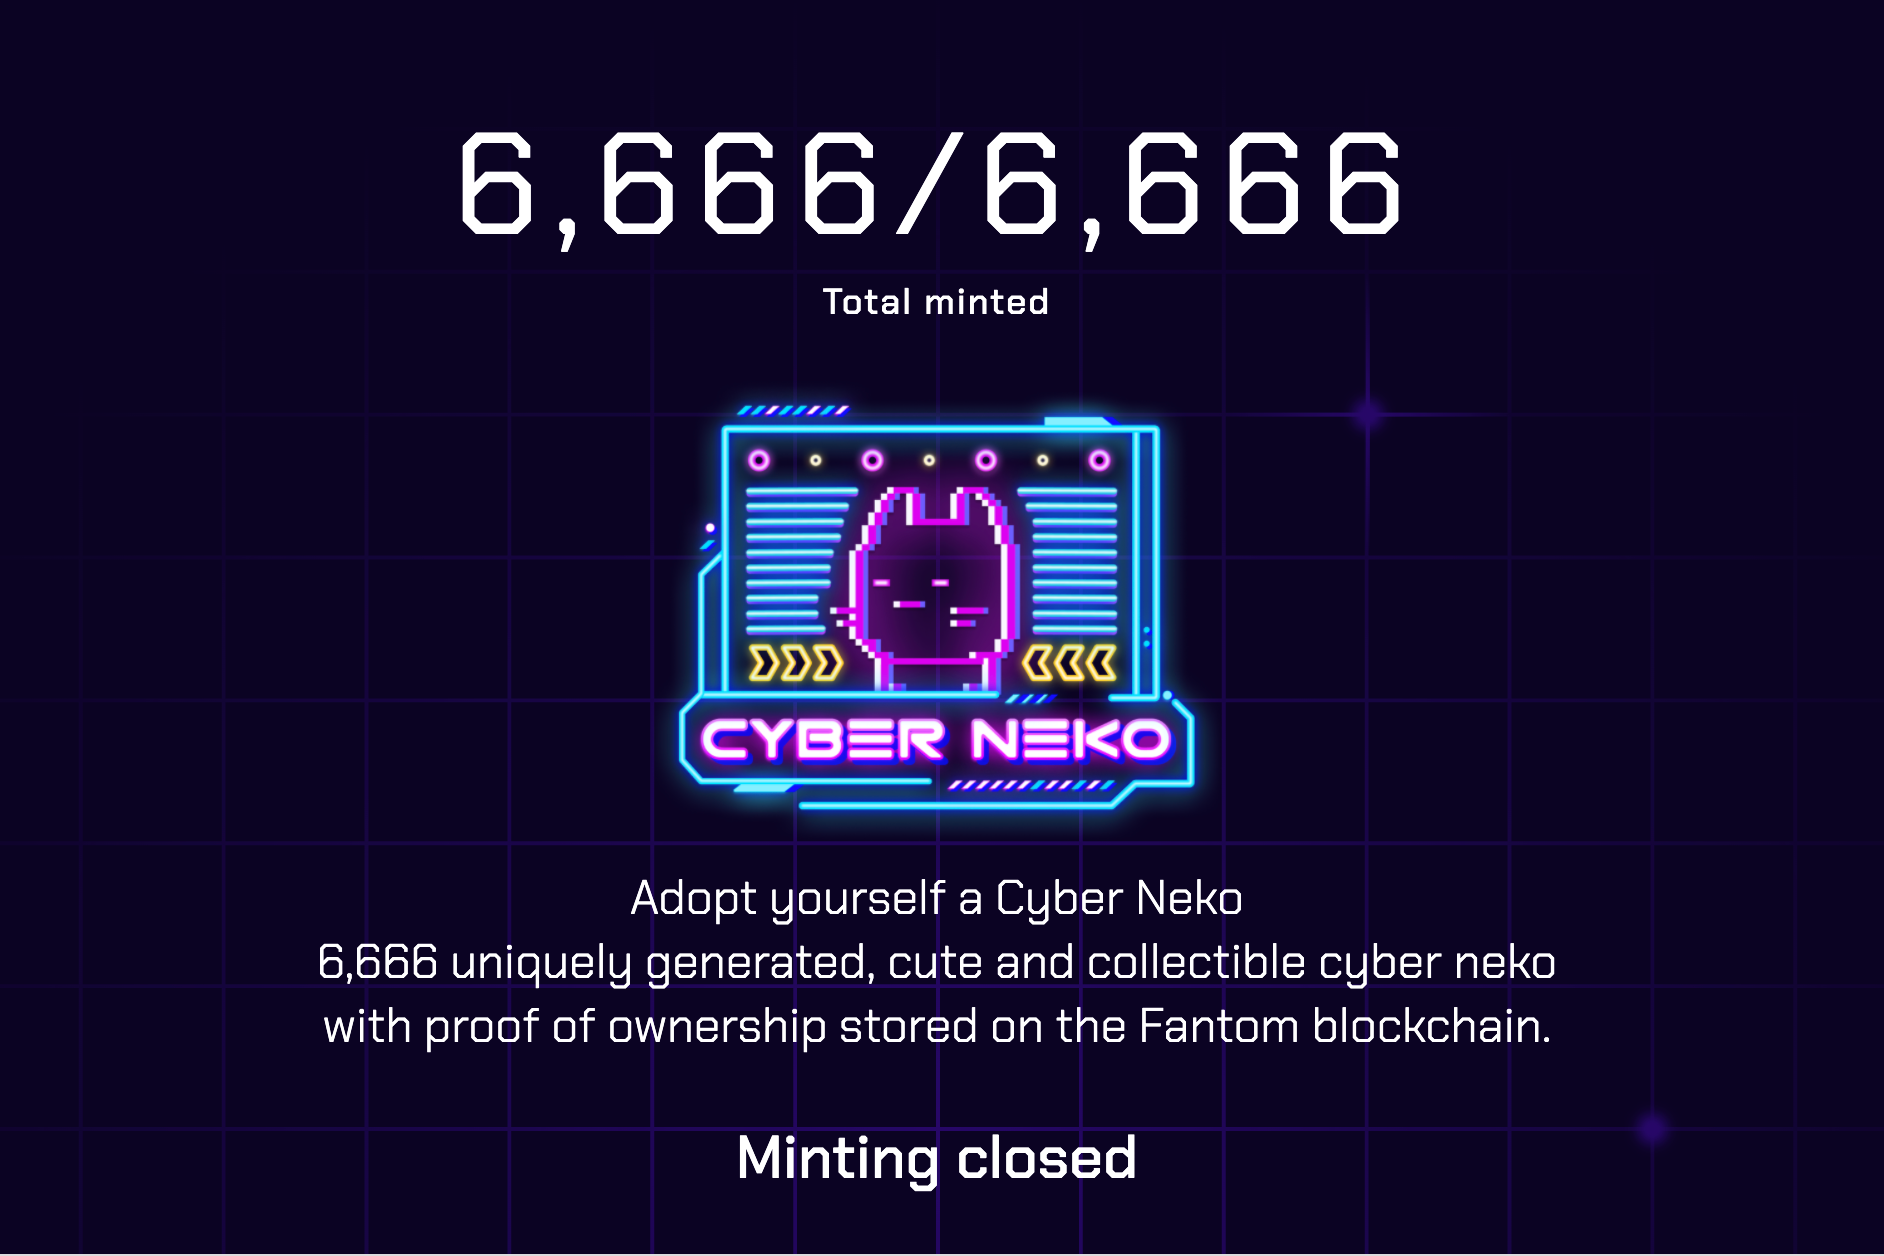 6,666/6,666
Total minted
CYBER NEKO
Adopt yourself a Cyber Neko
6,666 uniquely generated, cute and collectible cyber neko
with proof of ownership stored on the Fantom blockchain.
Minting closed